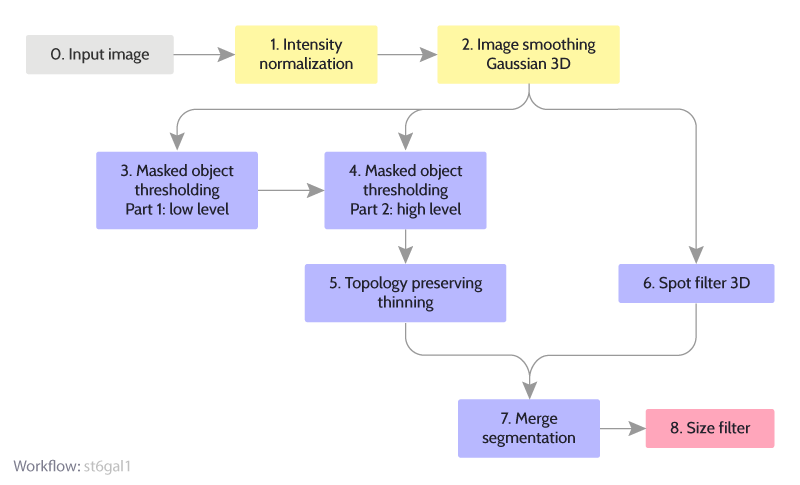 0. Input image
1. Intensity
normalization
2. Image smoothing
Gaussian 3D
3. Masked object
thresholding
Part 1: low level
4. Masked object
thresholding
Part 2: high level
5. Topology preserving
thinning
6. Spot filter 3D
7. Merge
segmentation
8. Size filter
Workflow: st6gal1